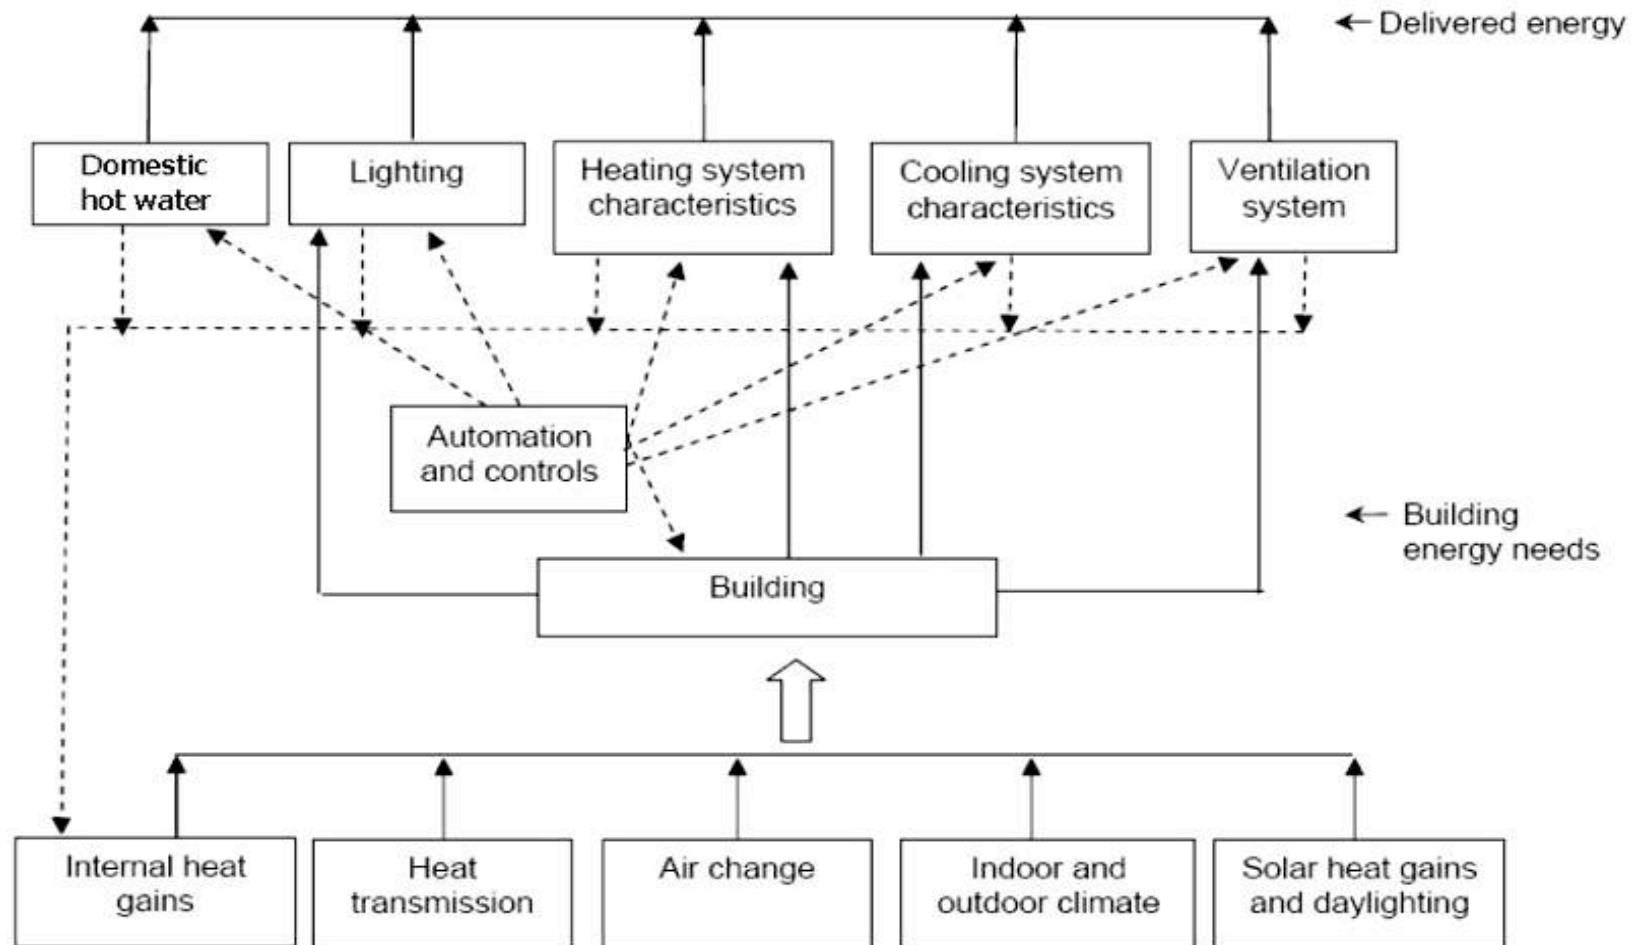 ← Delivered energy
Domestic
hot water
Lighting
Heating system
characteristics
Cooling system
characteristics
Ventilation
system
Automation
and controls
← Building
energy needs
Building
Internal heat
gains
Heat
transmission
Air change
Indoor and
outdoor climate
Solar heat gains
and daylighting